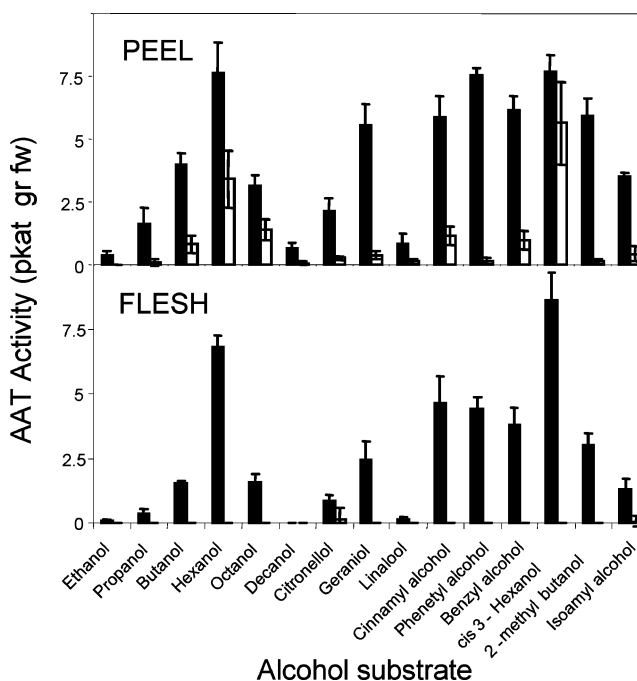 PEEL
7.5
5
2.5
0
FLESH
7.5
5
2.5
0
AAT Activity (pkat gr fw)
Ethanol
Propanol
Butanol
Hexanol
Octanol
Decanol
Citronellol
Geraniol
Linalool
Cinnamyl alcohol
Phenetyl alcohol
Benzyl alcohol
cis 3 - Hexanol
2 -methyl butanol
Isoamyl alcohol
Alcohol substrate